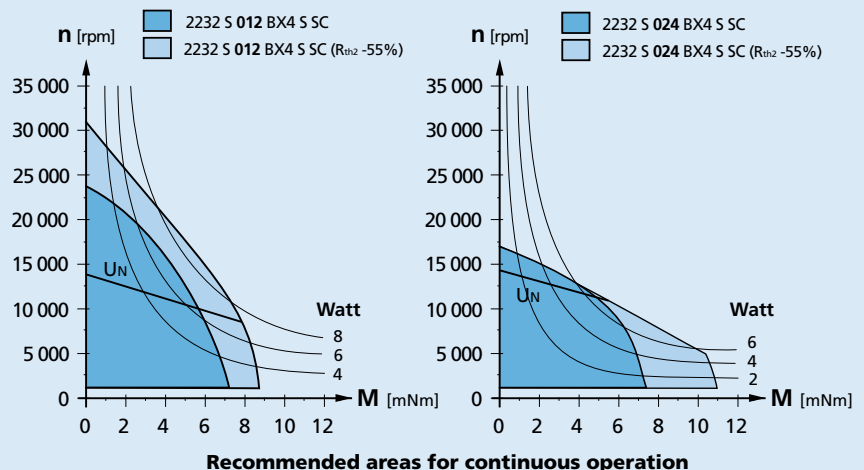 n [rpm]
2232 S 012 BX4 S SC
2232 S 012 BX4 S SC (Rth2 -55%)
35 000
30 000
25 000
20 000
15 000
10 000
5 000
0
UN
Watt
8
6
4
M [mNm]
0 2 4 6 8 10 12
n [rpm]
2232 S 024 BX4 S SC
2232 S 024 BX4 S SC (Rth2 -55%)
35 000
30 000
25 000
20 000
15 000
10 000
5 000
0
UN
Watt
6
4
2
M [mNm]
0 2 4 6 8 10 12
Recommended areas for continuous operation